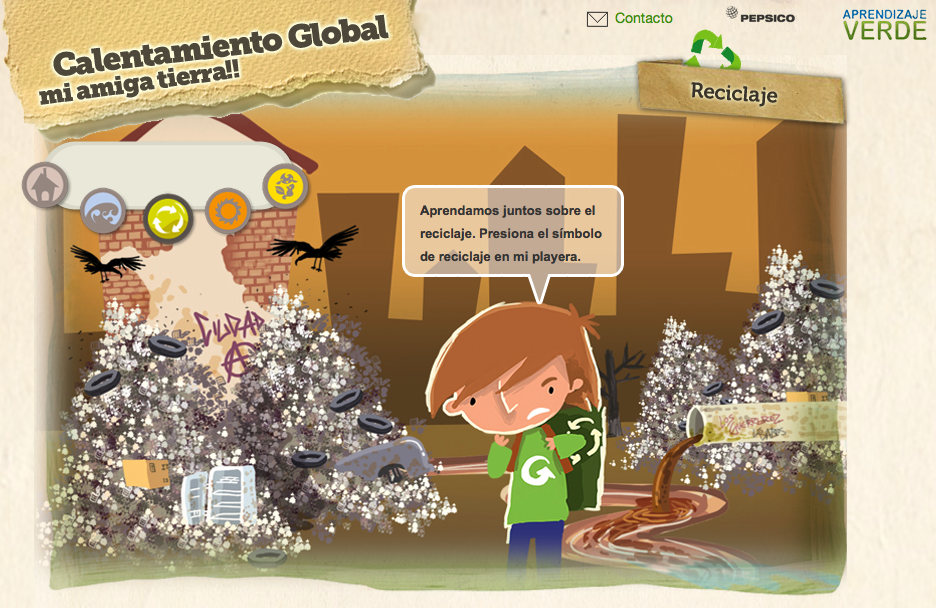 Calentamiento Global
mi amiga tierra!!
Contacto
PEPSICO
APRENDIZAJE
VERDE
Reciclaje
Aprendamos juntos sobre el
reciclaje. Presiona el símbolo
de reciclaje en mi playera.
CIUDAD
A